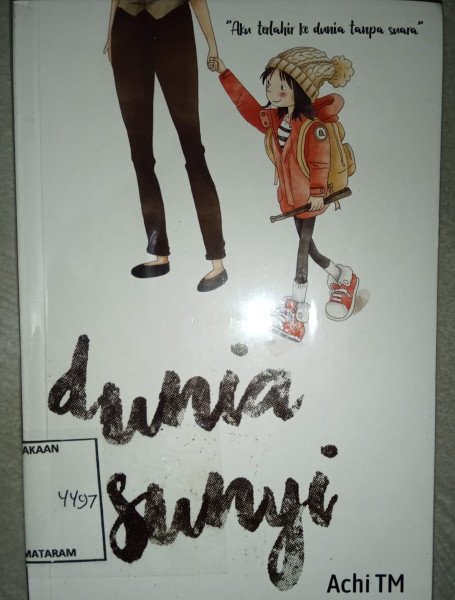 "Aku terlahir ke dunia tanpa suara"
dunia
sunyi
AKAAN
4497
MATARAM
Achi TM